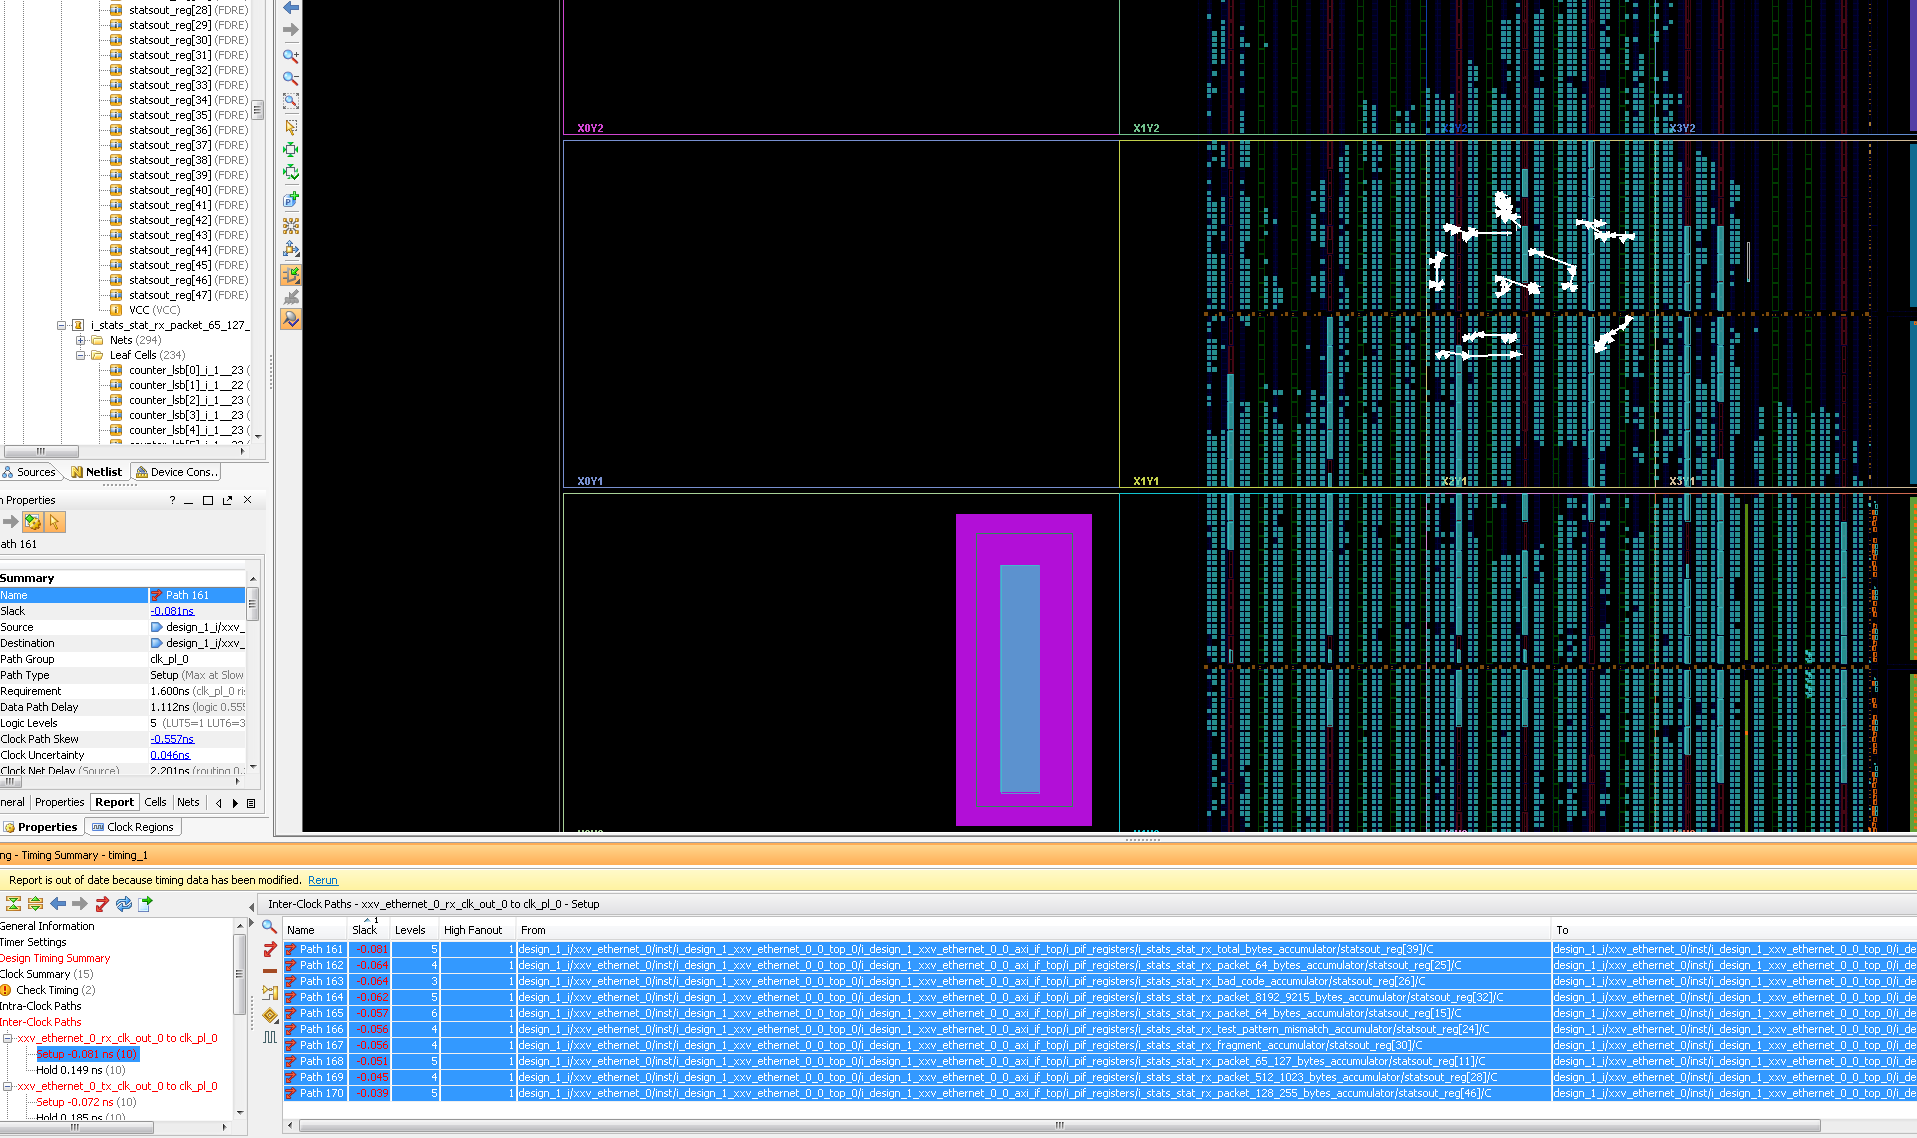 statsout_reg[28] (FDRE)
statsout_reg[29] (FDRE)
statsout_reg[30] (FDRE)
statsout_reg[31] (FDRE)
statsout_reg[32] (FDRE)
statsout_reg[33] (FDRE)
statsout_reg[34] (FDRE)
statsout_reg[35] (FDRE)
statsout_reg[36] (FDRE)
statsout_reg[37] (FDRE)
statsout_reg[38] (FDRE)
statsout_reg[39] (FDRE)
statsout_reg[40] (FDRE)
statsout_reg[41] (FDRE)
statsout_reg[42] (FDRE)
statsout_reg[43] (FDRE)
statsout_reg[44] (FDRE)
statsout_reg[45] (FDRE)
statsout_reg[46] (FDRE)
statsout_reg[47] (FDRE)
VCC (VCC)
i_stats_stat_rx_packet_65_127_
Nets (294)
Leaf Cells (234)
counter_lsb[0]_i_1__23 (
counter_lsb[1]_i_1__22 (
counter_lsb[2]_i_1__23 (
counter_lsb[3]_i_1__23 (
counter_lsb[4]_i_1__23 (
Sources Netlist Device Cons..
n Properties
ath 161
Summary
Name Path 161
Slack -0.081ns
Source design_1_i/xxv_
Destination design_1_i/xxv_
Path Group clk_pl_0
Path Type Setup (Max at Slow
Requirement 1.600ns (clk_pl_0 ri
Data Path Delay 1.112ns (logic 0.555
Logic Levels 5 (LUT5=1 LUT6=3
Clock Path Skew -0.557ns
Clock Uncertainty 0.046ns
Clock Net Delay (Source) 2.201ns (routing 0.
neral Properties Report Cells Nets
Properties Clock Regions
X0Y2 X1Y2 X2Y2 X3Y2
X0Y1 X1Y1 X2Y1 X3Y1
ng - Timing Summary - timing_1
Report is out of date because timing data has been modified. Rerun
General Information
Timer Settings
Design Timing Summary
Clock Summary (15)
Check Timing (2)
Intra-Clock Paths
Inter-Clock Paths
xxv_ethernet_0_rx_clk_out_0 to clk_pl_0
Setup -0.081 ns (10)
Hold 0.149 ns (10)
xxv_ethernet_0_tx_clk_out_0 to clk_pl_0
Setup -0.072 ns (10)
Hold 0.185 ns (10)
Inter-Clock Paths - xxv_ethernet_0_rx_clk_out_0 to clk_pl_0 - Setup
Name Slack 1 Levels High Fanout From To
Path 161 -0.081 5 1 design_1_i/xxv_ethernet_0/inst/i_design_1_xxv_ethernet_0_0_top_0/i_design_1_xxv_ethernet_0_0_axi_if_top/i_pif_registers/i_stats_stat_rx_total_bytes_accumulator/statsout_reg[39]/C design_1_i/xxv_ethernet_0/inst/i_design_1_xxv_ethernet_0_0_top_0/i_de
Path 162 -0.064 4 1 design_1_i/xxv_ethernet_0/inst/i_design_1_xxv_ethernet_0_0_top_0/i_design_1_xxv_ethernet_0_0_axi_if_top/i_pif_registers/i_stats_stat_rx_packet_64_bytes_accumulator/statsout_reg[25]/C design_1_i/xxv_ethernet_0/inst/i_design_1_xxv_ethernet_0_0_top_0/i_de
Path 163 -0.064 3 1 design_1_i/xxv_ethernet_0/inst/i_design_1_xxv_ethernet_0_0_top_0/i_design_1_xxv_ethernet_0_0_axi_if_top/i_pif_registers/i_stats_stat_rx_bad_code_accumulator/statsout_reg[26]/C design_1_i/xxv_ethernet_0/inst/i_design_1_xxv_ethernet_0_0_top_0/i_de
Path 164 -0.062 5 1 design_1_i/xxv_ethernet_0/inst/i_design_1_xxv_ethernet_0_0_top_0/i_design_1_xxv_ethernet_0_0_axi_if_top/i_pif_registers/i_stats_stat_rx_packet_8192_9215_bytes_accumulator/statsout_reg[32]/C design_1_i/xxv_ethernet_0/inst/i_design_1_xxv_ethernet_0_0_top_0/i_de
Path 165 -0.057 6 1 design_1_i/xxv_ethernet_0/inst/i_design_1_xxv_ethernet_0_0_top_0/i_design_1_xxv_ethernet_0_0_axi_if_top/i_pif_registers/i_stats_stat_rx_packet_64_bytes_accumulator/statsout_reg[15]/C design_1_i/xxv_ethernet_0/inst/i_design_1_xxv_ethernet_0_0_top_0/i_de
Path 166 -0.056 4 1 design_1_i/xxv_ethernet_0/inst/i_design_1_xxv_ethernet_0_0_top_0/i_design_1_xxv_ethernet_0_0_axi_if_top/i_pif_registers/i_stats_stat_rx_test_pattern_mismatch_accumulator/statsout_reg[24]/C design_1_i/xxv_ethernet_0/inst/i_design_1_xxv_ethernet_0_0_top_0/i_de
Path 167 -0.056 4 1 design_1_i/xxv_ethernet_0/inst/i_design_1_xxv_ethernet_0_0_top_0/i_design_1_xxv_ethernet_0_0_axi_if_top/i_pif_registers/i_stats_stat_rx_fragment_accumulator/statsout_reg[30]/C design_1_i/xxv_ethernet_0/inst/i_design_1_xxv_ethernet_0_0_top_0/i_de
Path 168 -0.051 5 1 design_1_i/xxv_ethernet_0/inst/i_design_1_xxv_ethernet_0_0_top_0/i_design_1_xxv_ethernet_0_0_axi_if_top/i_pif_registers/i_stats_stat_rx_packet_65_127_bytes_accumulator/statsout_reg[11]/C design_1_i/xxv_ethernet_0/inst/i_design_1_xxv_ethernet_0_0_top_0/i_de
Path 169 -0.045 4 1 design_1_i/xxv_ethernet_0/inst/i_design_1_xxv_ethernet_0_0_top_0/i_design_1_xxv_ethernet_0_0_axi_if_top/i_pif_registers/i_stats_stat_rx_packet_512_1023_bytes_accumulator/statsout_reg[28]/C design_1_i/xxv_ethernet_0/inst/i_design_1_xxv_ethernet_0_0_top_0/i_de
Path 170 -0.039 5 1 design_1_i/xxv_ethernet_0/inst/i_design_1_xxv_ethernet_0_0_top_0/i_design_1_xxv_ethernet_0_0_axi_if_top/i_pif_registers/i_stats_stat_rx_packet_128_255_bytes_accumulator/statsout_reg[46]/C design_1_i/xxv_ethernet_0/inst/i_design_1_xxv_ethernet_0_0_top_0/i_de